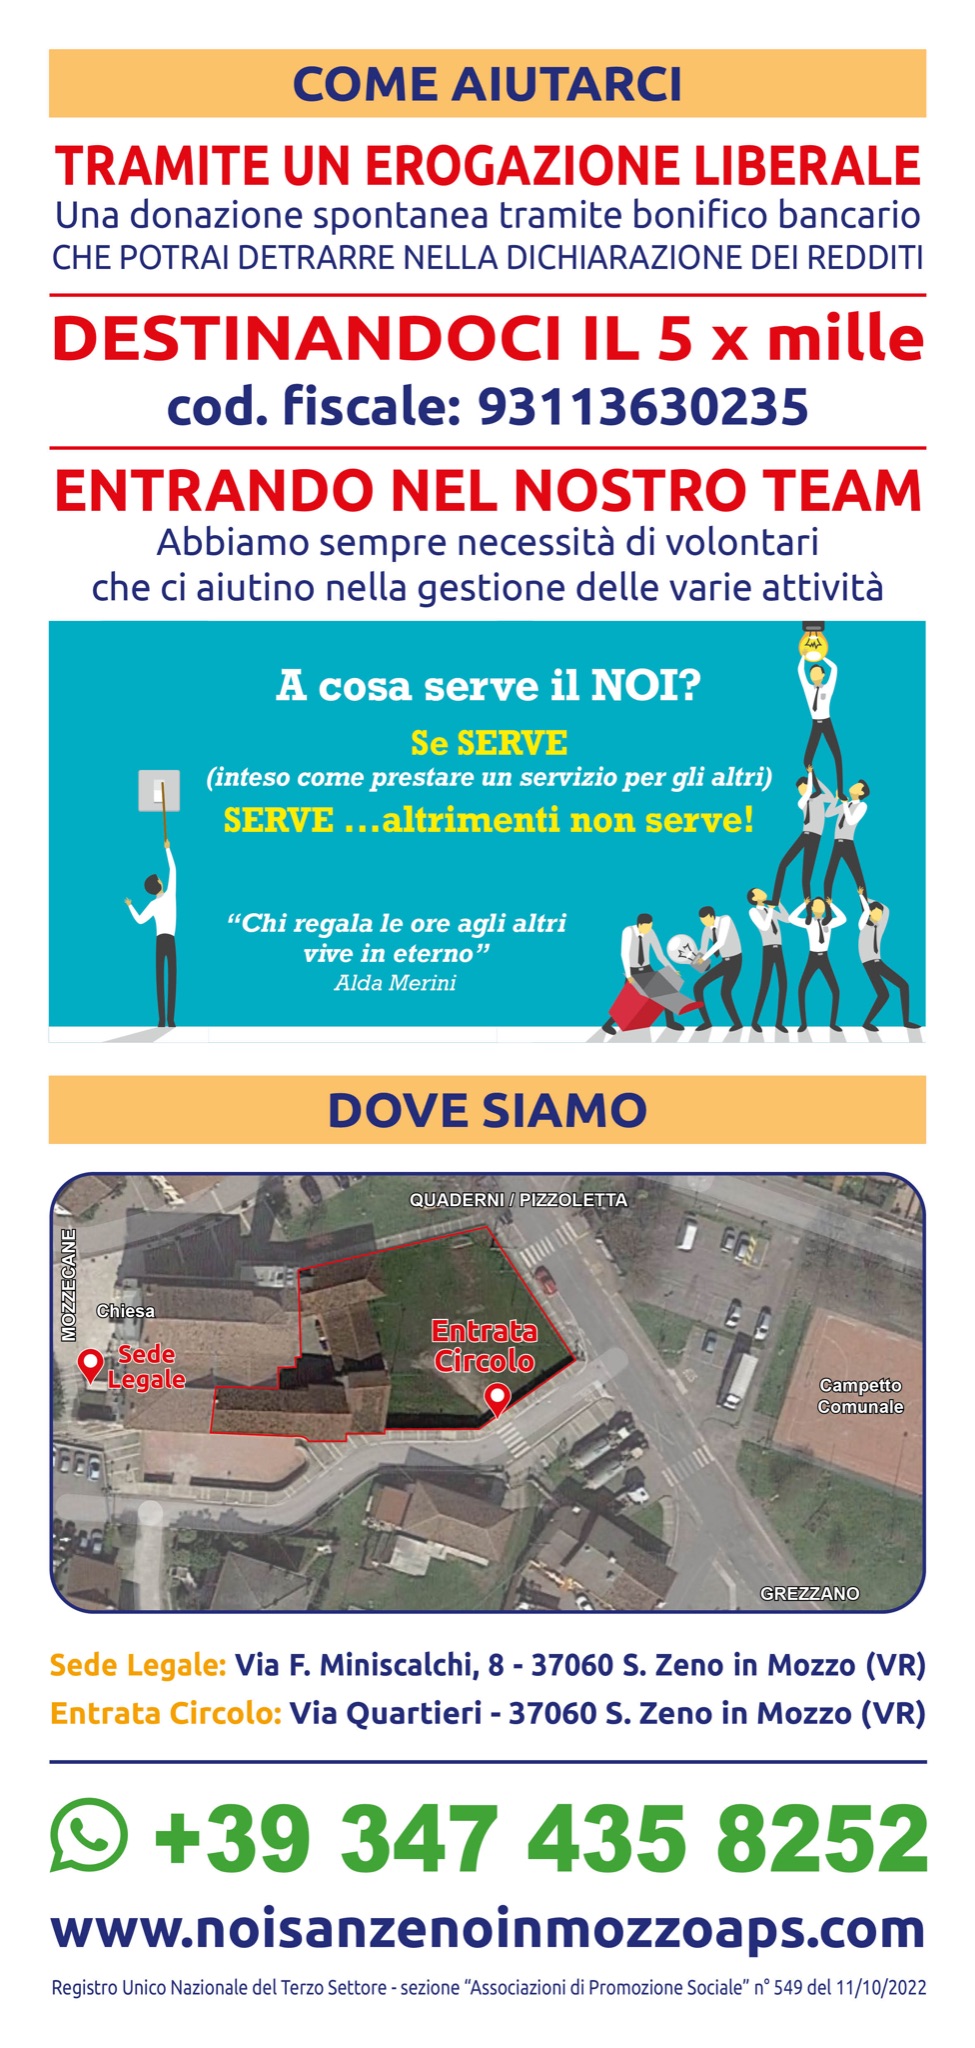 COME AIUTARCI
TRAMITE UN EROGAZIONE LIBERALE
Una donazione spontanea tramite bonifico bancario
CHE POTRAI DETRARRE NELLA DICHIARAZIONE DEI REDDITI
DESTINANDOCI IL 5 x mille
cod. fiscale: 93113630235
ENTRANDO NEL NOSTRO TEAM
Abbiamo sempre necessità di volontari
che ci aiutino nella gestione delle varie attività
A cosa serve il NOI?
Se SERVE
(inteso come prestare un servizio per gli altri)
SERVE ...altrimenti non serve!
“Chi regala le ore agli altri
vive in eterno”
Alda Merini
DOVE SIAMO
QUADERNI / PIZZOLETTA
MOZZECANE
Chiesa
Sede
Legale
Entrata
Circolo
Campetto
Comunale
GREZZANO
Sede Legale: Via F. Miniscalchi, 8 - 37060 S. Zeno in Mozzo (VR)
Entrata Circolo: Via Quartieri - 37060 S. Zeno in Mozzo (VR)
+39 347 435 8252
www.noisanzenoinmozzoaps.com
Registro Unico Nazionale del Terzo Settore - sezione “Associazioni di Promozione Sociale” n° 549 del 11/10/2022